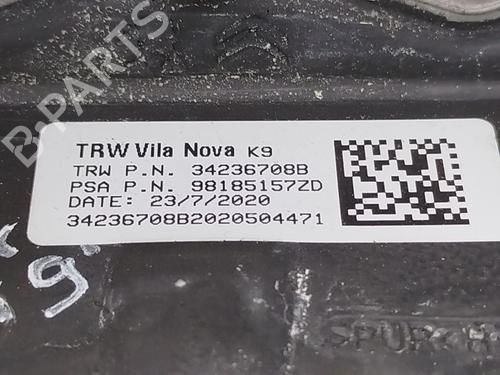 B-PARTS
TRW Vila Nova K9
TRW P.N. 34236708B
PSA P.N. 98185157ZD
DATE: 23/7/2020
34236708B2020504471